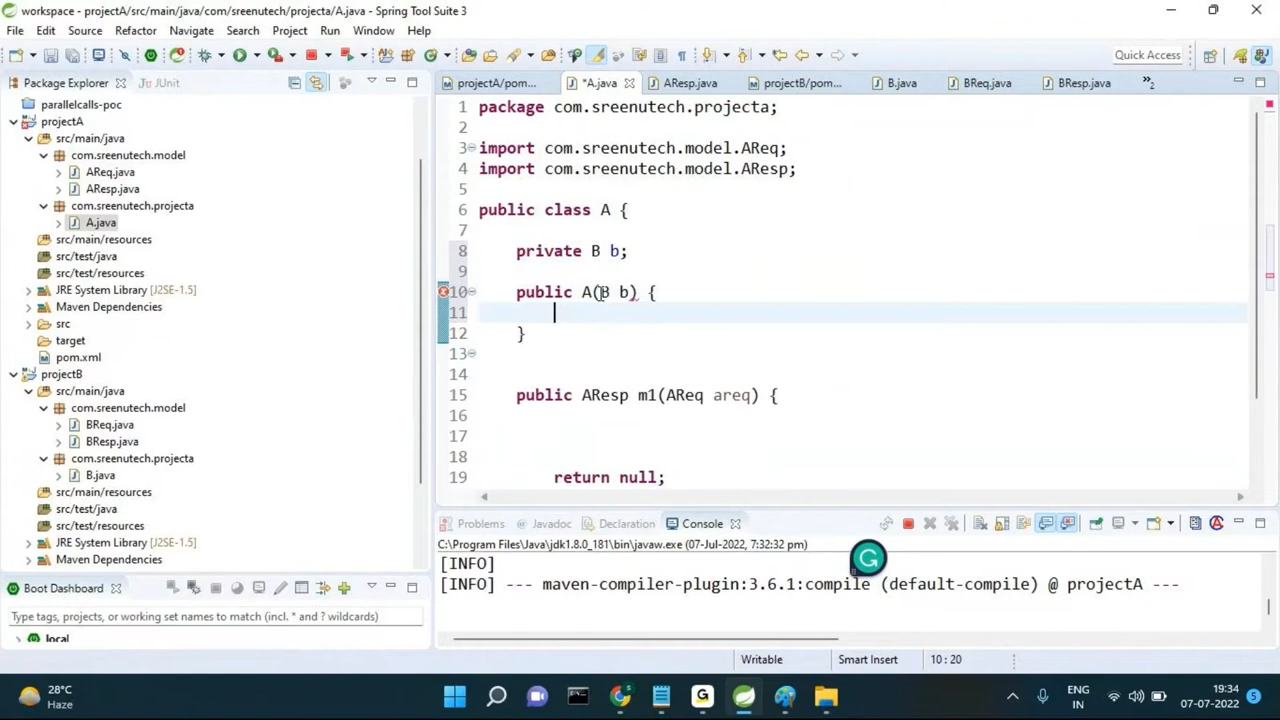 workspace - projectA/src/main/java/com/sreenutech/projecta/A.java - Spring Tool Suite 3
File Edit Source Refactor Navigate Search Project Run Window Help
Quick Access
Package Explorer JUnit
parallelcalls-poc
projectA
src/main/java
com.sreenutech.model
AReq.java
AResp.java
com.sreenutech.projecta
A.java
src/main/resources
src/test/java
src/test/resources
JRE System Library [J2SE-1.5]
Maven Dependencies
src
target
pom.xml
projectB
src/main/java
com.sreenutech.model
BReq.java
BResp.java
com.sreenutech.projecta
B.java
src/main/resources
src/test/java
src/test/resources
JRE System Library [J2SE-1.5]
Maven Dependencies
Boot Dashboard
Type tags, projects, or working set names to match (incl. * and ? wildcards)
local
projectA/pom... *A.java AResp.java projectB/pom... B.java BReq.java BResp.java »2
1 package com.sreenutech.projecta;
2
3 import com.sreenutech.model.AReq;
4 import com.sreenutech.model.AResp;
5
6 public class A {
7
8 private B b;
9
10 public A(B b) {
11
12 }
13
14
15 public AResp m1(AReq areq) {
16
17
18
19 return null;
Problems Javadoc Declaration Console
C:\Program Files\Java\jdk1.8.0_181\bin\javaw.exe (07-Jul-2022, 7:32:32 pm)
[INFO]
[INFO] --- maven-compiler-plugin:3.6.1:compile (default-compile) @ projectA ---
Writable Smart Insert 10 : 20
28°C
Haze
ENG
IN
19:34
07-07-2022
5